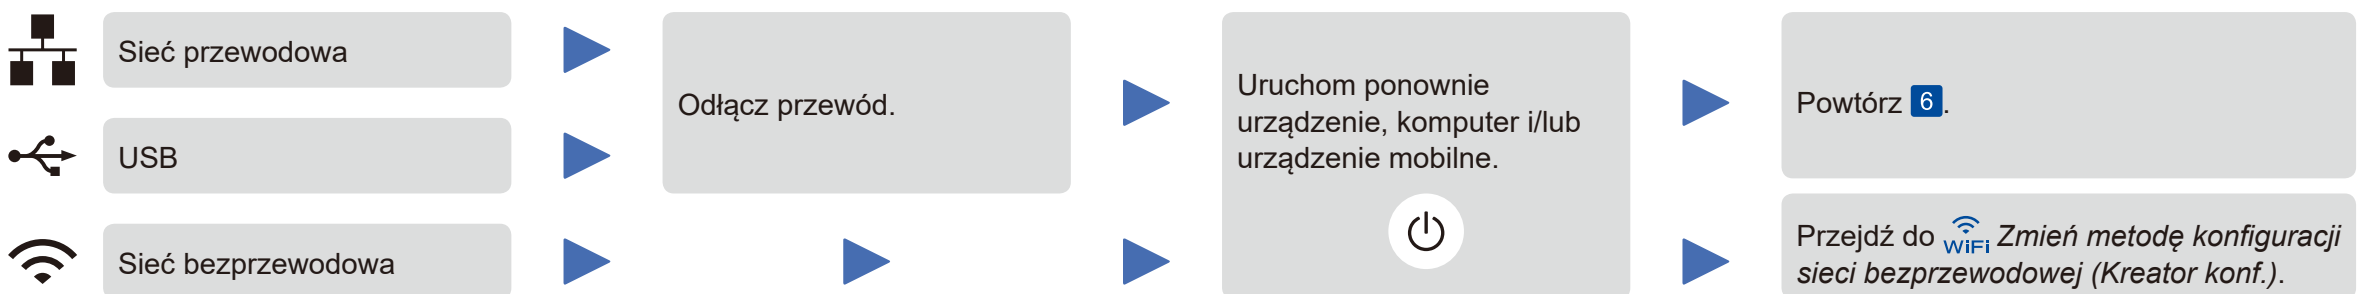 Sieć przewodowa
USB
Sieć bezprzewodowa
Odłącz przewód.
Uruchom ponownie
urządzenie, komputer i/lub
urządzenie mobilne.
Powtórz 6.
Przejdź do WiFi Zmień metodę konfiguracji
sieci bezprzewodowej (Kreator konf.).